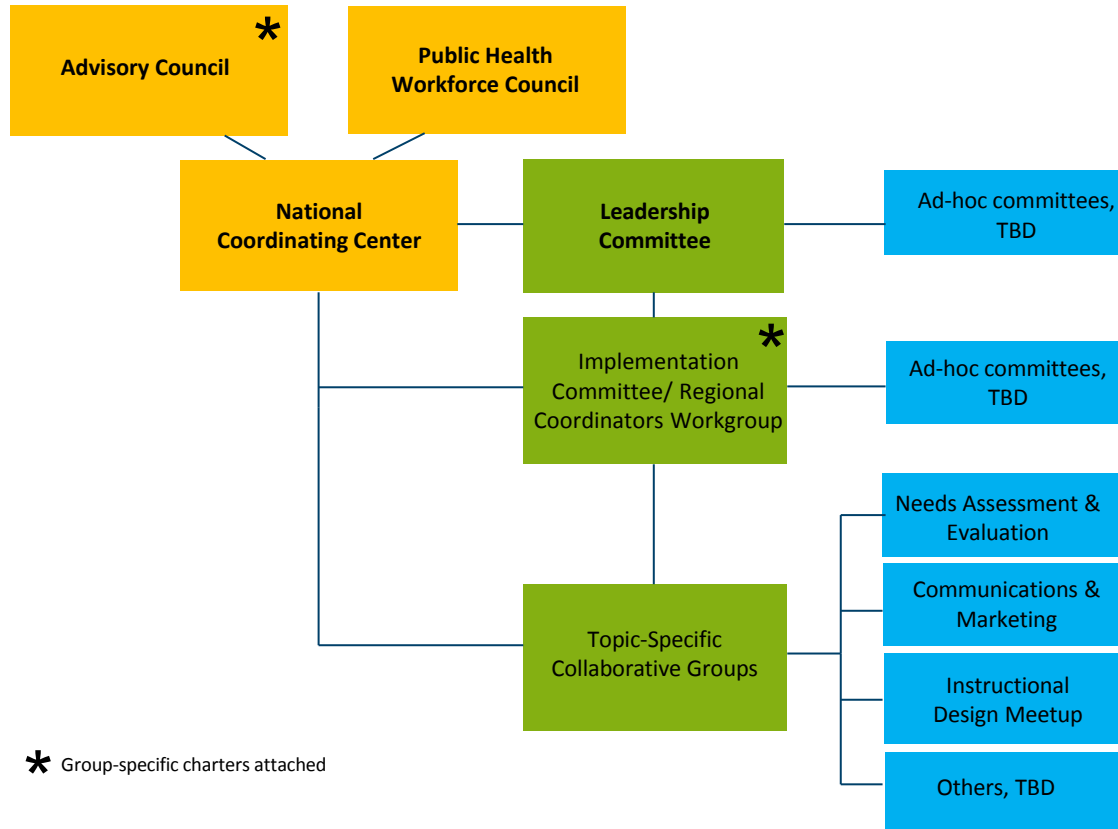 *
Advisory Council
Public Health
Workforce Council
National
Coordinating Center
Leadership
Committee
Ad-hoc committees,
TBD
*
Implementation
Committee/ Regional
Coordinators Workgroup
Ad-hoc committees,
TBD
Needs Assessment &
Evaluation
Communications &
Marketing
Topic-Specific
Collaborative Groups
Instructional
Design Meetup
Others, TBD
* Group-specific charters attached